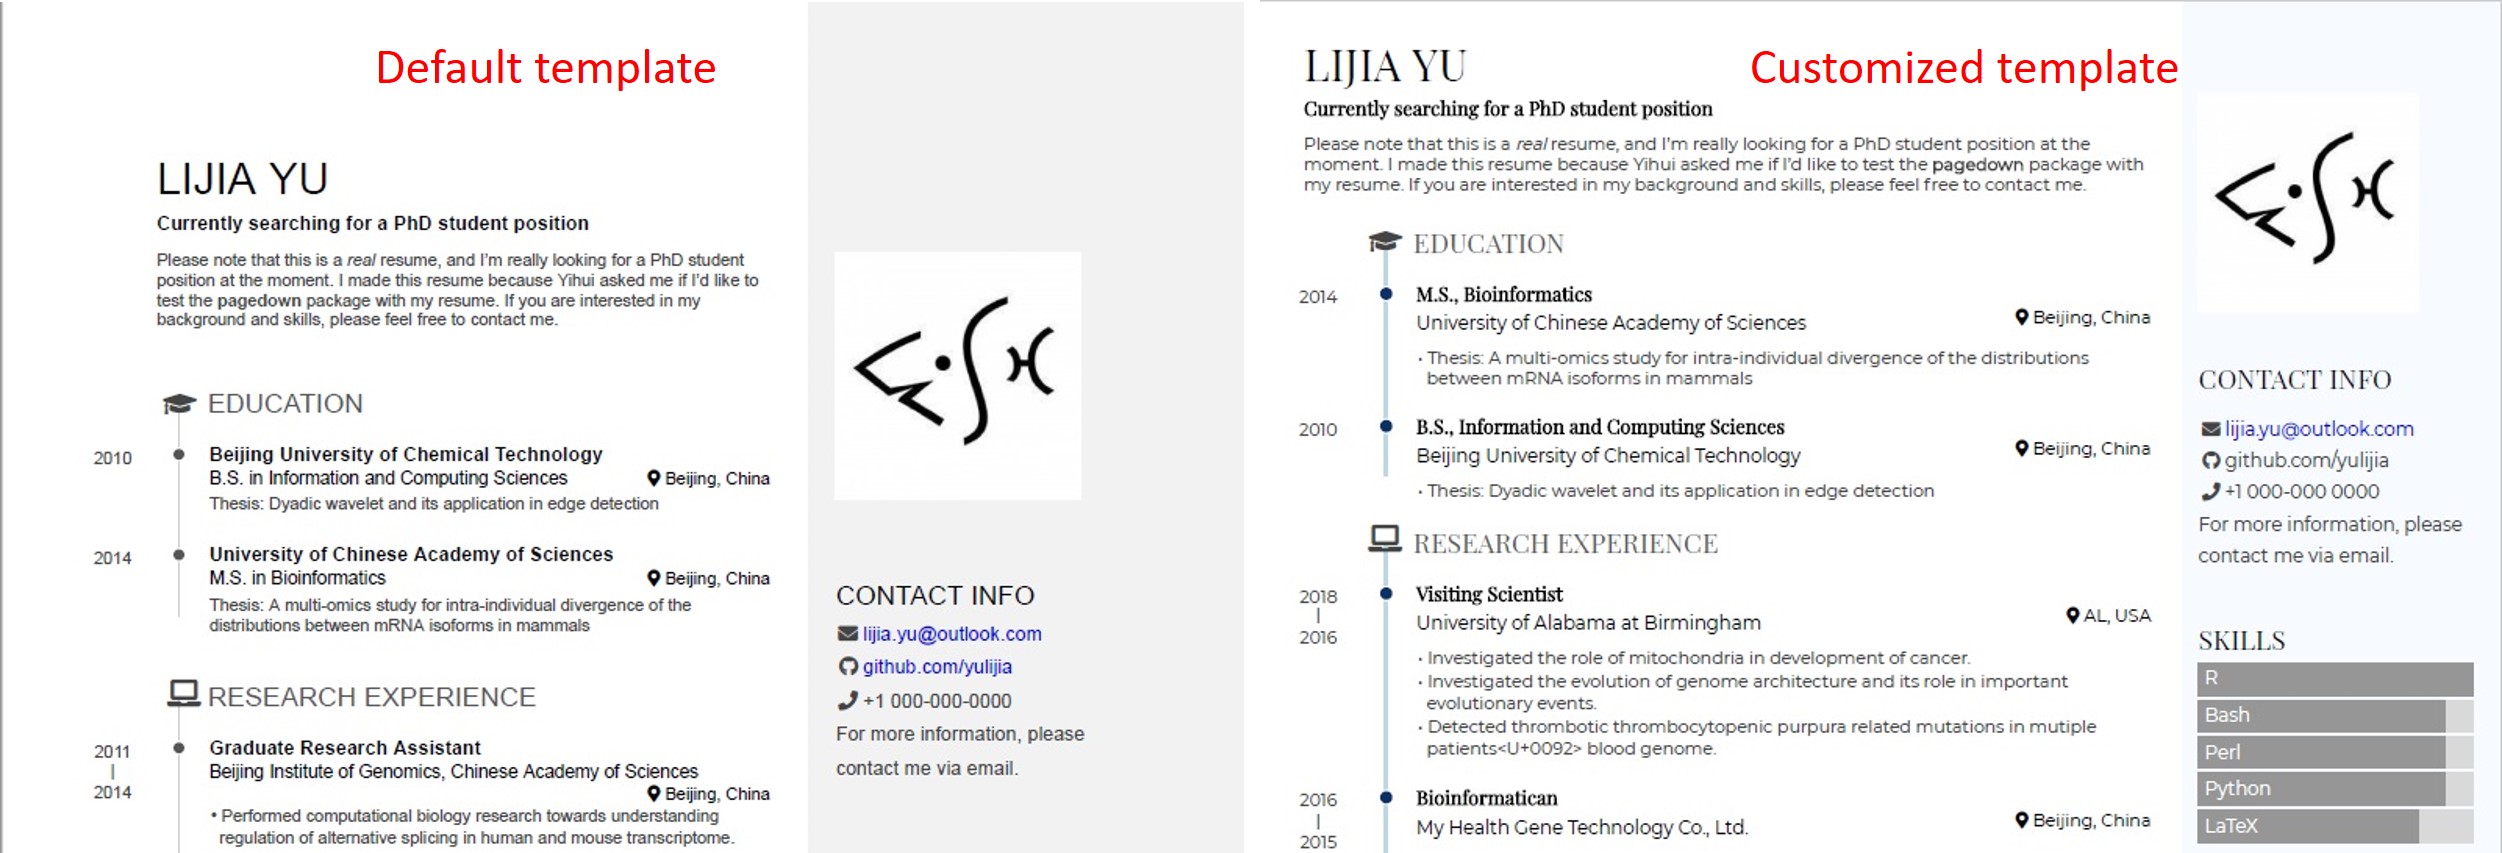 Default template
LIJIA YU
Currently searching for a PhD student position
Please note that this is a real resume, and I'm really looking for a PhD student
position at the moment. I made this resume because Yihui asked me if I'd like to
test the pagedown package with my resume. If you are interested in my
background and skills, please feel free to contact me.
EDUCATION
2010
Beijing University of Chemical Technology
B.S. in Information and Computing Sciences
Beijing, China
Thesis: Dyadic wavelet and its application in edge detection
2014
University of Chinese Academy of Sciences
M.S. in Bioinformatics
Beijing, China
Thesis: A multi-omics study for intra-individual divergence of the
distributions between mRNA isoforms in mammals
RESEARCH EXPERIENCE
2011
|
2014
Graduate Research Assistant
Beijing Institute of Genomics, Chinese Academy of Sciences
Beijing, China
• Performed computational biology research towards understanding
regulation of alternative splicing in human and mouse transcriptome.
CONTACT INFO
lijia.yu@outlook.com
github.com/yulijia
+1 000-000-0000
For more information, please
contact me via email.
Customized template
LIJIA YU
Currently searching for a PhD student position
Please note that this is a real resume, and I'm really looking for a PhD student position at the
moment. I made this resume because Yihui asked me if I'd like to test the pagedown package with
my resume. If you are interested in my background and skills, please feel free to contact me.
EDUCATION
2014
M.S., Bioinformatics
University of Chinese Academy of Sciences
Beijing, China
• Thesis: A multi-omics study for intra-individual divergence of the distributions
between mRNA isoforms in mammals
2010
B.S., Information and Computing Sciences
Beijing University of Chemical Technology
Beijing, China
• Thesis: Dyadic wavelet and its application in edge detection
RESEARCH EXPERIENCE
2018
|
2016
Visiting Scientist
University of Alabama at Birmingham
AL, USA
• Investigated the role of mitochondria in development of cancer.
• Investigated the evolution of genome architecture and its role in important
evolutionary events.
• Detected thrombotic thrombocytopenic purpura related mutations in mutiple
patients<U+0092> blood genome.
2016
|
2015
Bioinformatican
My Health Gene Technology Co., Ltd.
Beijing, China
CONTACT INFO
lijia.yu@outlook.com
github.com/yulijia
+1 000-000 0000
For more information, please
contact me via email.
SKILLS
R
Bash
Perl
Python
LaTeX